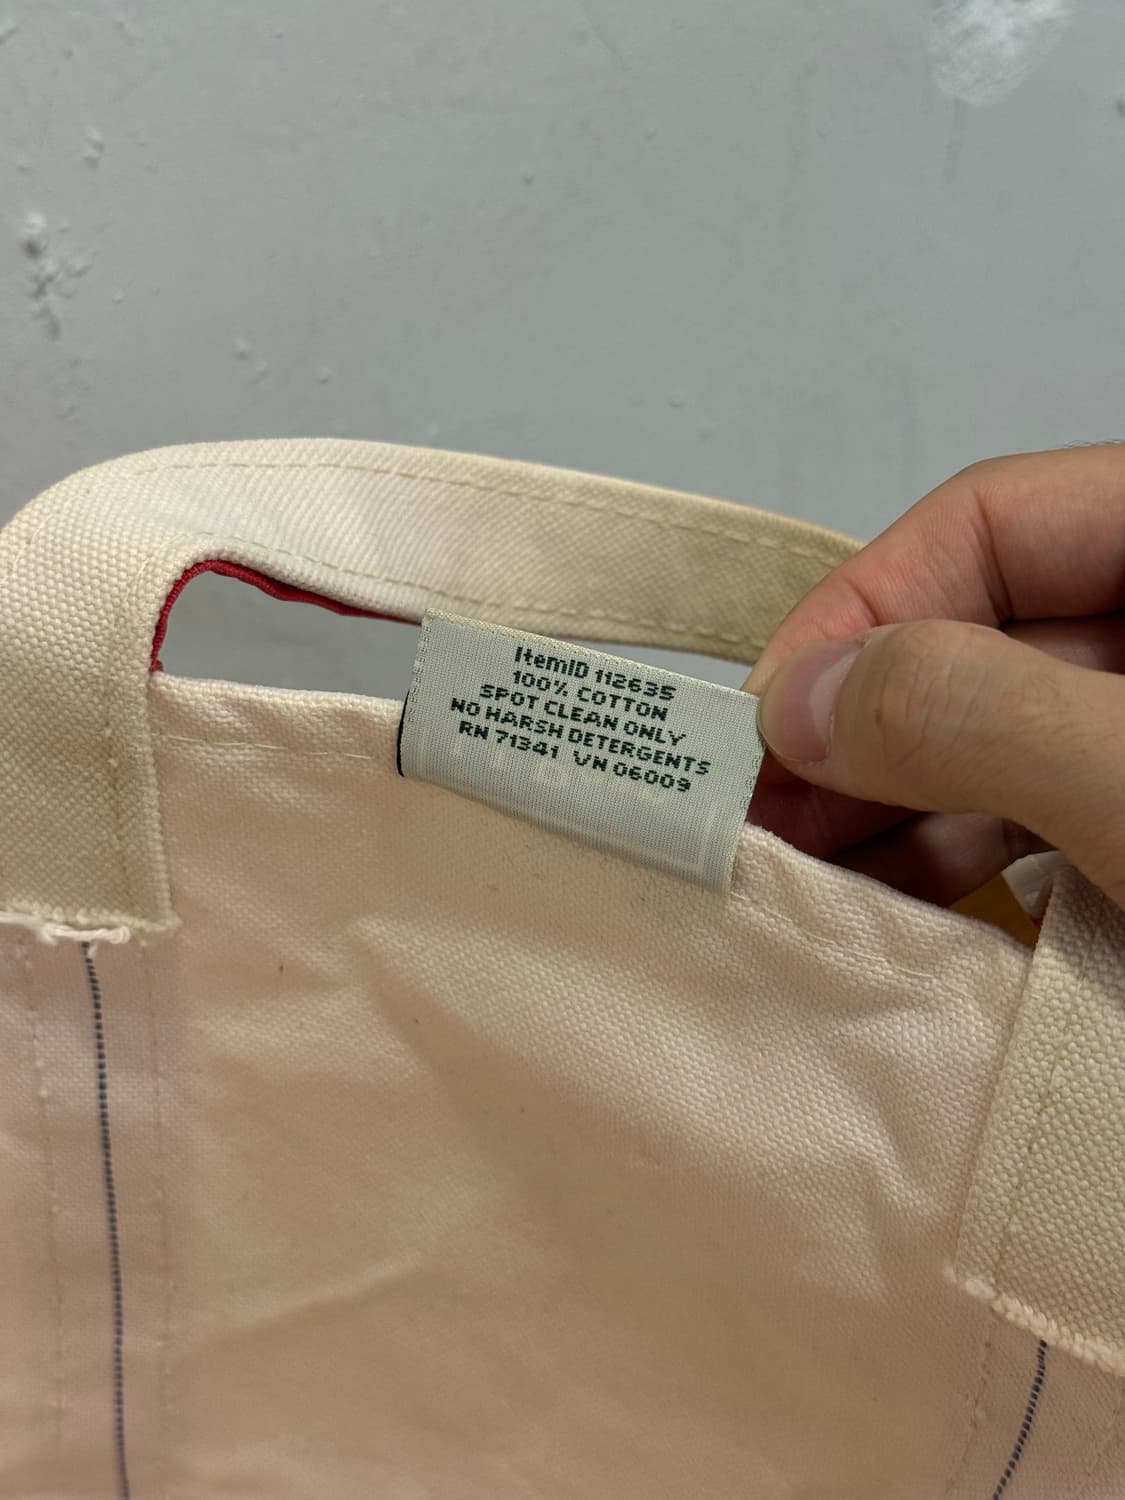 ItemID 112635
100% COTTON
SPOT CLEAN ONLY
NO HARSH DETERGENTS
RN 71341 VN 06009